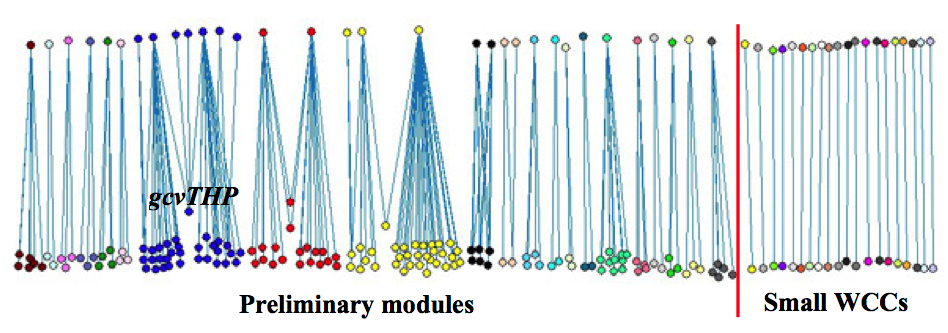 gcvTHP
Preliminary modules
Small WCCs